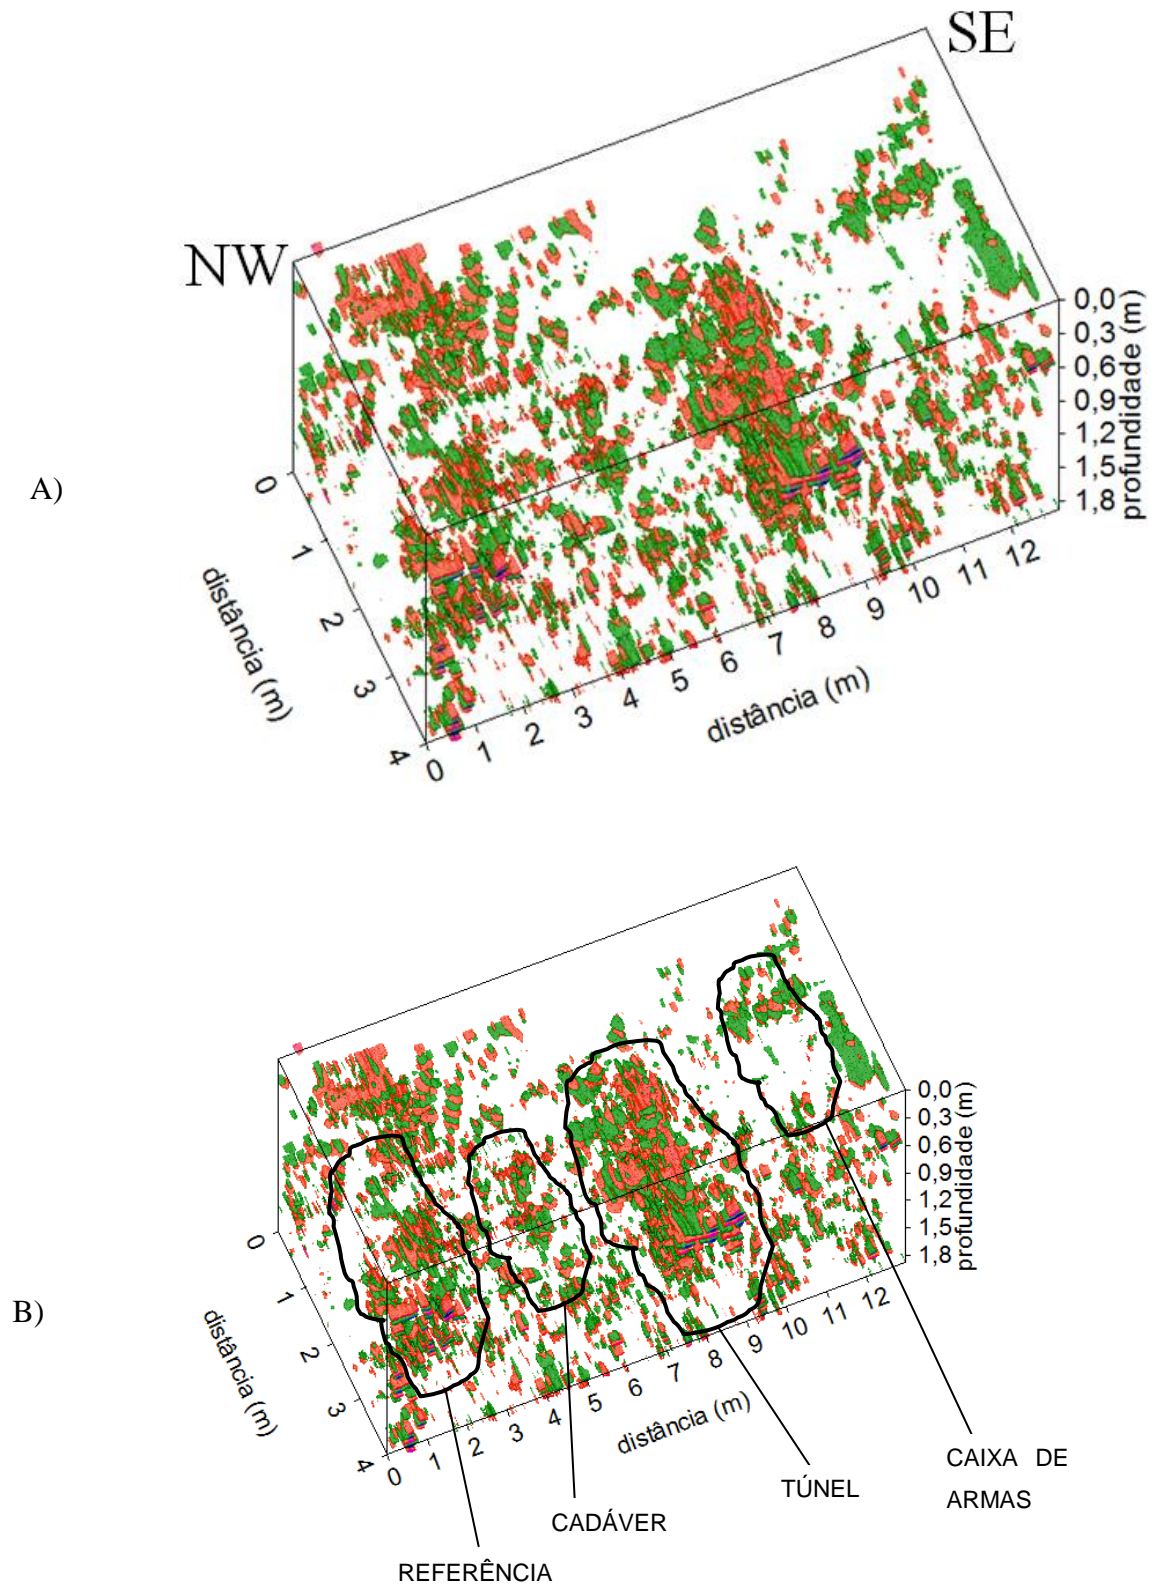 SE
NW
0,0
0,3
0,6
0,9
1,2
1,5
1,8
profundidade (m)
A)
0
1
2
3
4
distância (m)
0 1 2 3 4 5 6 7 8 9 10 11 12
distância (m)
0,0
0,3
0,6
0,9
1,2
1,5
1,8
profundidade (m)
B)
0
1
2
3
4
distância (m)
0 1 2 3 4 5 6 7 8 9 10 11 12
distância (m)
CAIXA DE
ARMAS
TÚNEL
CADÁVER
REFERÊNCIA